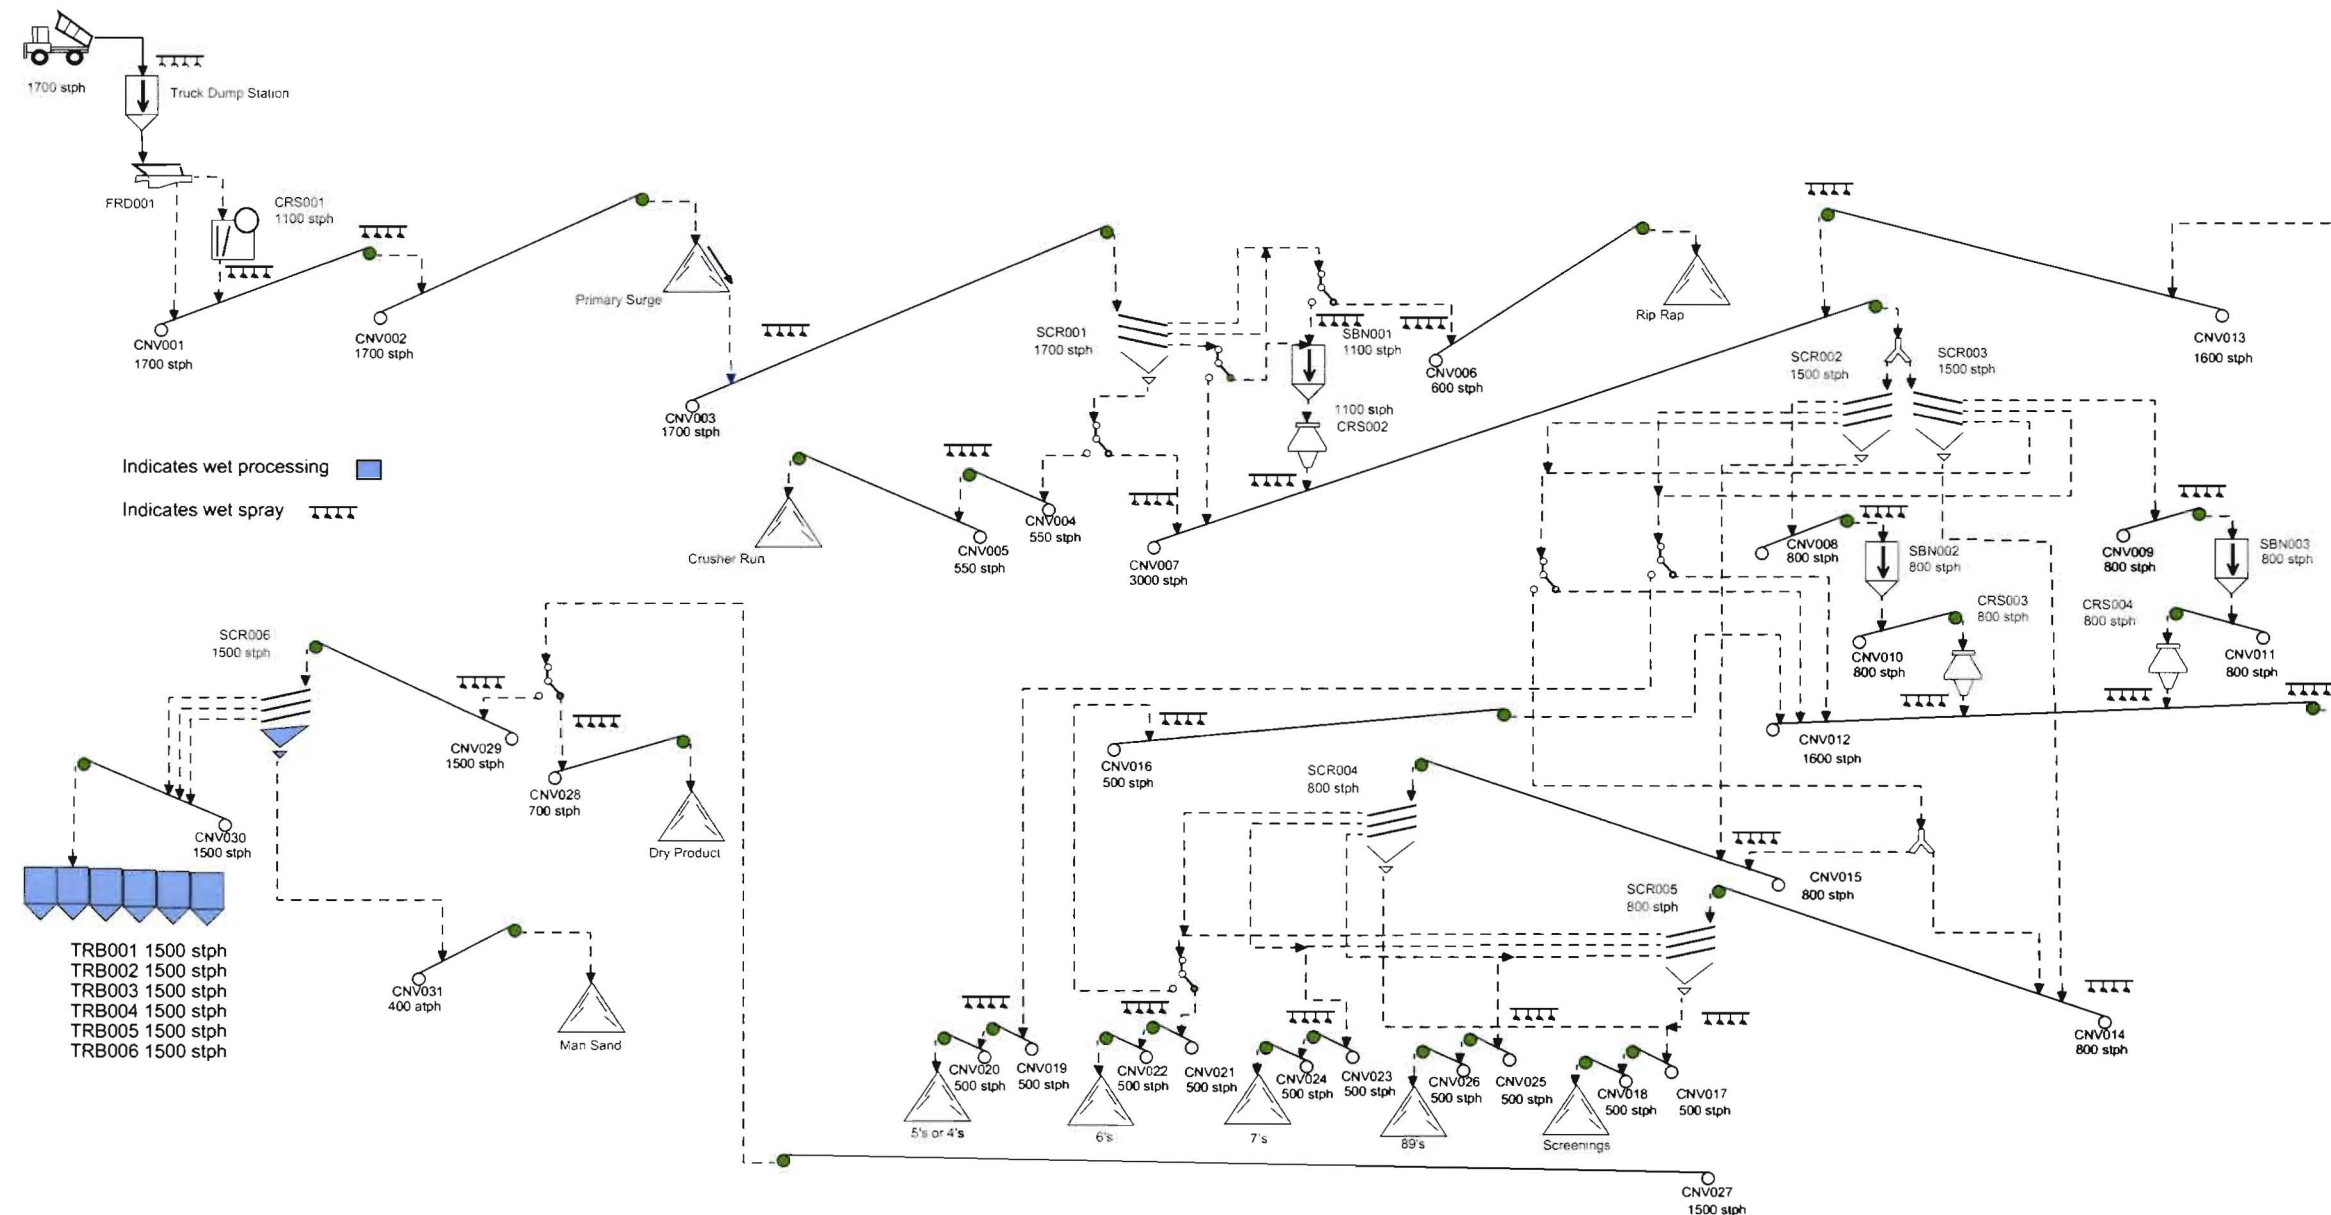 1700 stph
Truck Dump Station
FRD001
CRS001
1100 stph
CNV001
1700 stph
CNV002
1700 stph
Primary Surge
CNV003
1700 stph
SCR001
1700 stph
SBN001
1100 stph
CNV006
600 stph
Rip Rap
1100 stph
CRS002
SCR002
1500 stph
SCR003
1500 stph
CNV013
1600 stph
Indicates wet processing
Indicates wet spray
Crusher Run
CNV005
550 stph
CNV004
550 stph
CNV007
3000 stph
CNV008
800 stph
SBN002
800 stph
CNV009
800 stph
SBN003
800 stph
CRS003
800 stph
CRS004
800 stph
CNV010
800 stph
CNV011
800 stph
SCR006
1500 stph
CNV029
1500 stph
CNV028
700 stph
Dry Product
CNV030
1500 stph
CNV016
500 stph
SCR004
800 stph
CNV012
1600 stph
CNV015
800 stph
SCR005
800 stph
CNV014
800 stph
TRB001 1500 stph
TRB002 1500 stph
TRB003 1500 stph
TRB004 1500 stph
TRB005 1500 stph
TRB006 1500 stph
CNV031
400 atph
Man Sand
CNV020
500 stph
CNV019
500 stph
CNV022
500 stph
CNV021
500 stph
CNV024
500 stph
CNV023
500 stph
CNV026
500 stph
CNV025
500 stph
CNV018
500 stph
CNV017
500 stph
5's or 4's
6's
7's
89's
Screenings
CNV027
1500 stph